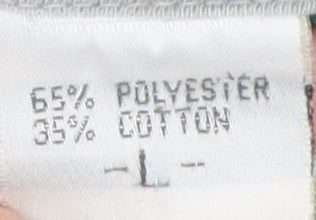 65% POLYESTER
35% COTTON
-L-